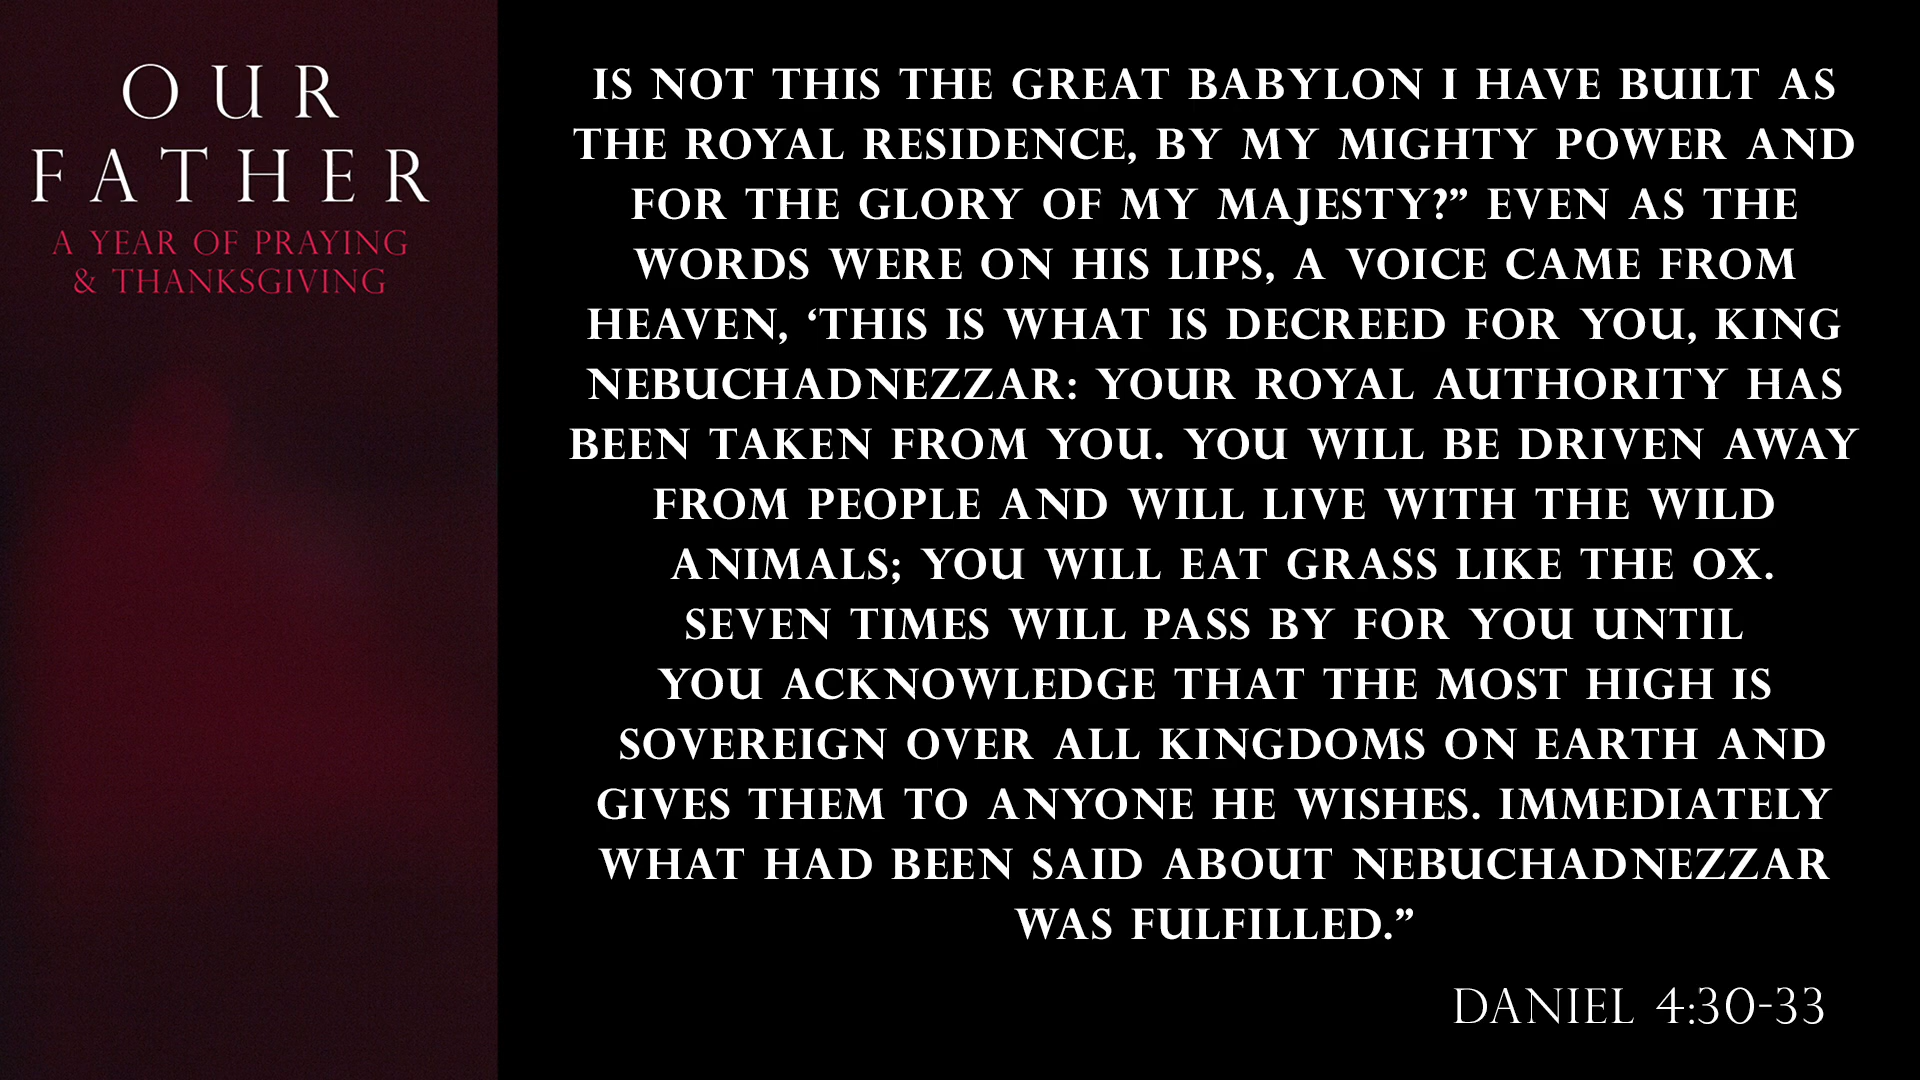 OUR
FATHER
A YEAR OF PRAYING
& THANKSGIVING
IS NOT THIS THE GREAT BABYLON I HAVE BUILT AS
THE ROYAL RESIDENCE, BY MY MIGHTY POWER AND
FOR THE GLORY OF MY MAJESTY?” EVEN AS THE
WORDS WERE ON HIS LIPS, A VOICE CAME FROM
HEAVEN, ‘THIS IS WHAT IS DECREED FOR YOU, KING
NEBUCHADNEZZAR: YOUR ROYAL AUTHORITY HAS
BEEN TAKEN FROM YOU. YOU WILL BE DRIVEN AWAY
FROM PEOPLE AND WILL LIVE WITH THE WILD
ANIMALS; YOU WILL EAT GRASS LIKE THE OX.
SEVEN TIMES WILL PASS BY FOR YOU UNTIL
YOU ACKNOWLEDGE THAT THE MOST HIGH IS
SOVEREIGN OVER ALL KINGDOMS ON EARTH AND
GIVES THEM TO ANYONE HE WISHES. IMMEDIATELY
WHAT HAD BEEN SAID ABOUT NEBUCHADNEZZAR
WAS FULFILLED.”
DANIEL 4:30-33